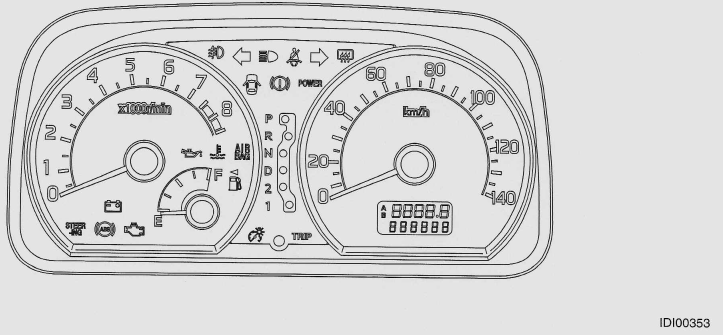 x1000r/min
0
1
2
3
4
5
6
7
8
AIR
BAG
E
F
STEER
-ING
ABS
POWER
P
R
N
D
2
1
TRIP
km/h
0
20
40
60
80
100
120
140
A
B
8888.8
888888
IDI00353